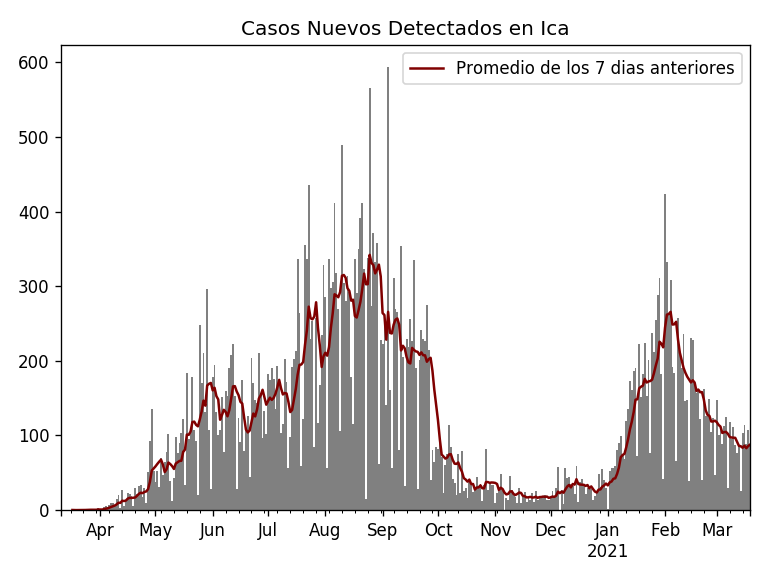 Casos Nuevos Detectados en Ica
Promedio de los 7 dias anteriores
600
500
400
300
200
100
0
Apr May Jun Jul Aug Sep Oct Nov Dec Jan Feb Mar
2021